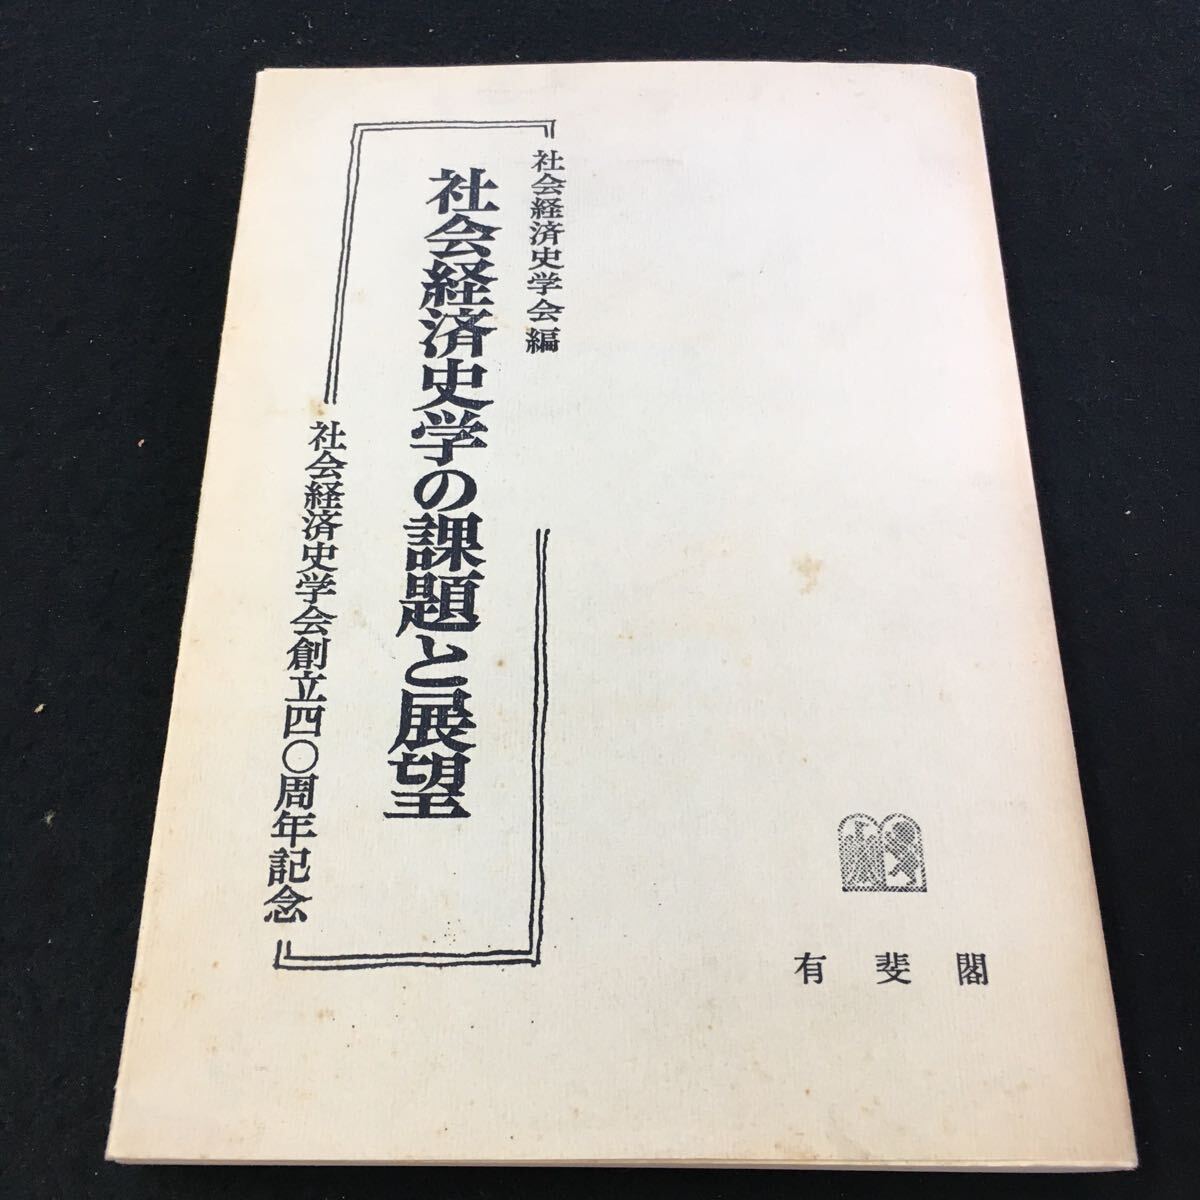 社会経済史学会編
社会経済史学の課題と展望
社会経済史学会創立四〇周年記念
有斐閣